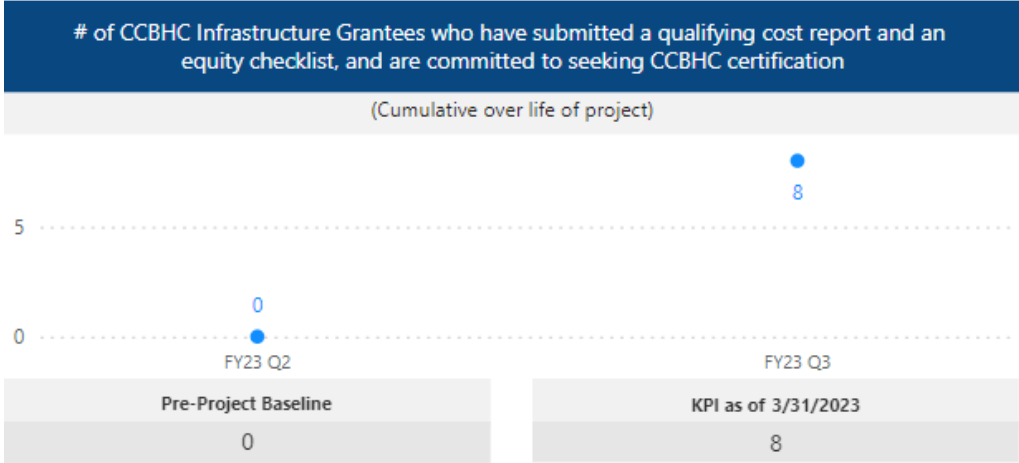 # of CCBHC Infrastructure Grantees who have submitted a qualifying cost report and an
equity checklist, and are committed to seeking CCBHC certification
(Cumulative over life of project)
8
5
0
0
FY23 Q2 FY23 Q3
Pre-Project Baseline KPI as of 3/31/2023
0 8